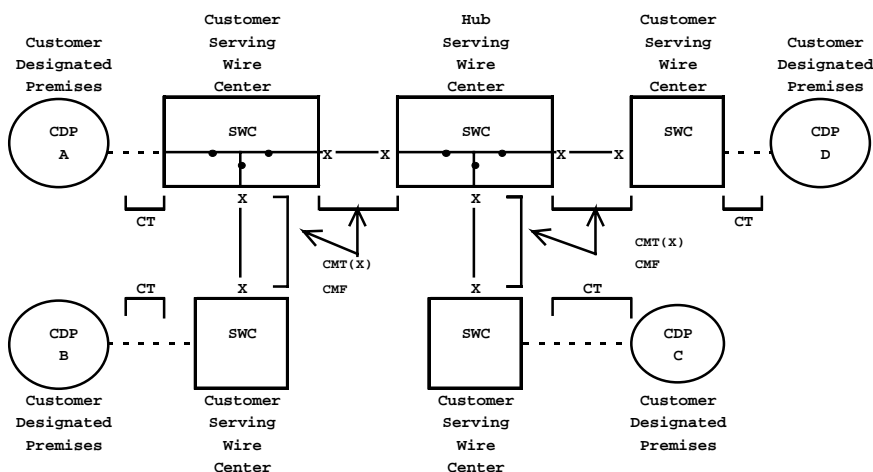 Customer
Serving
Wire
Center
Hub
Serving
Wire
Center
Customer
Serving
Wire
Center
Customer
Designated
Premises
Customer
Designated
Premises
CDP
A
SWC
X
X
SWC
X
X
SWC
CDP
D
CT
X
X
CT
CMT(X)
CMF
CMT(X)
CMF
CT
X
X
CT
CDP
B
SWC
SWC
CDP
C
Customer
Designated
Premises
Customer
Serving
Wire
Center
Customer
Serving
Wire
Center
Customer
Designated
Premises